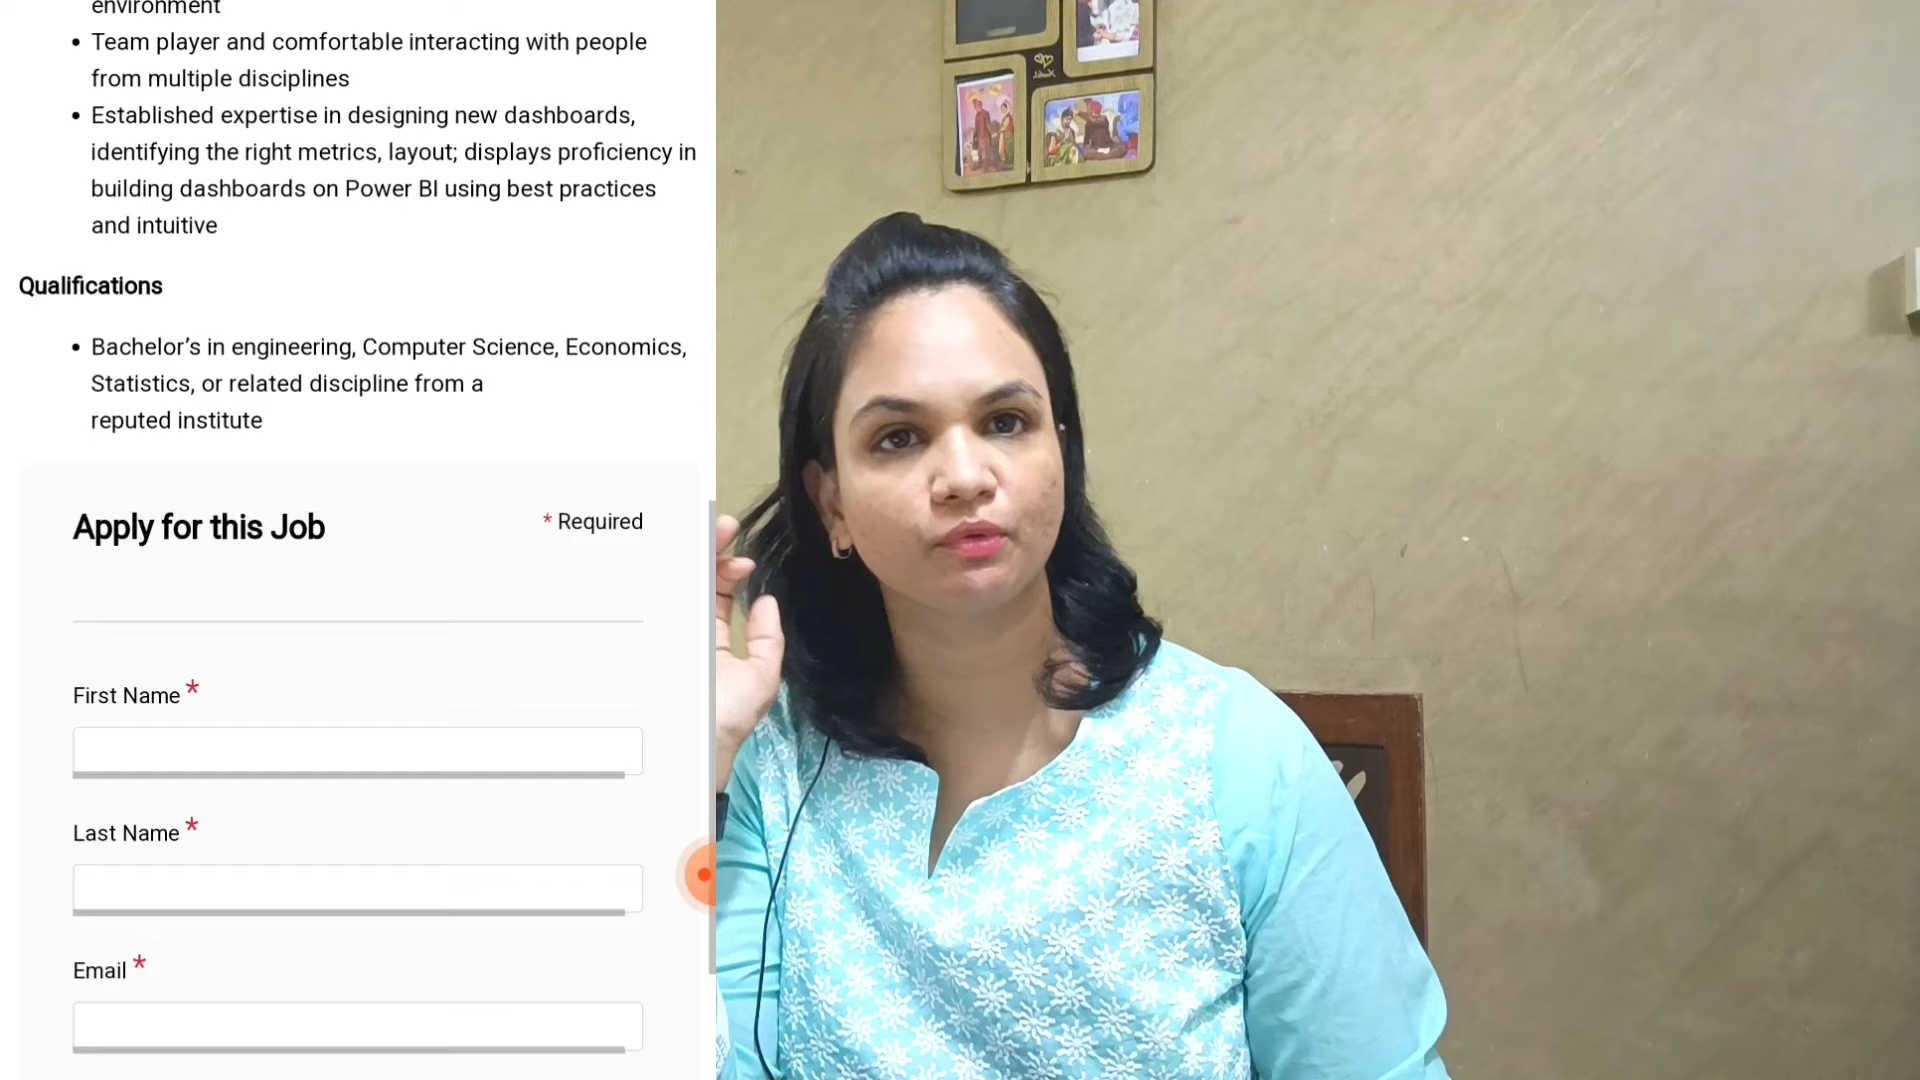 environment
• Team player and comfortable interacting with people
from multiple disciplines
• Established expertise in designing new dashboards,
identifying the right metrics, layout; displays proficiency in
building dashboards on Power BI using best practices
and intuitive
Qualifications
• Bachelor’s in engineering, Computer Science, Economics,
Statistics, or related discipline from a
reputed institute
Apply for this Job
* Required
First Name *
Last Name *
Email *